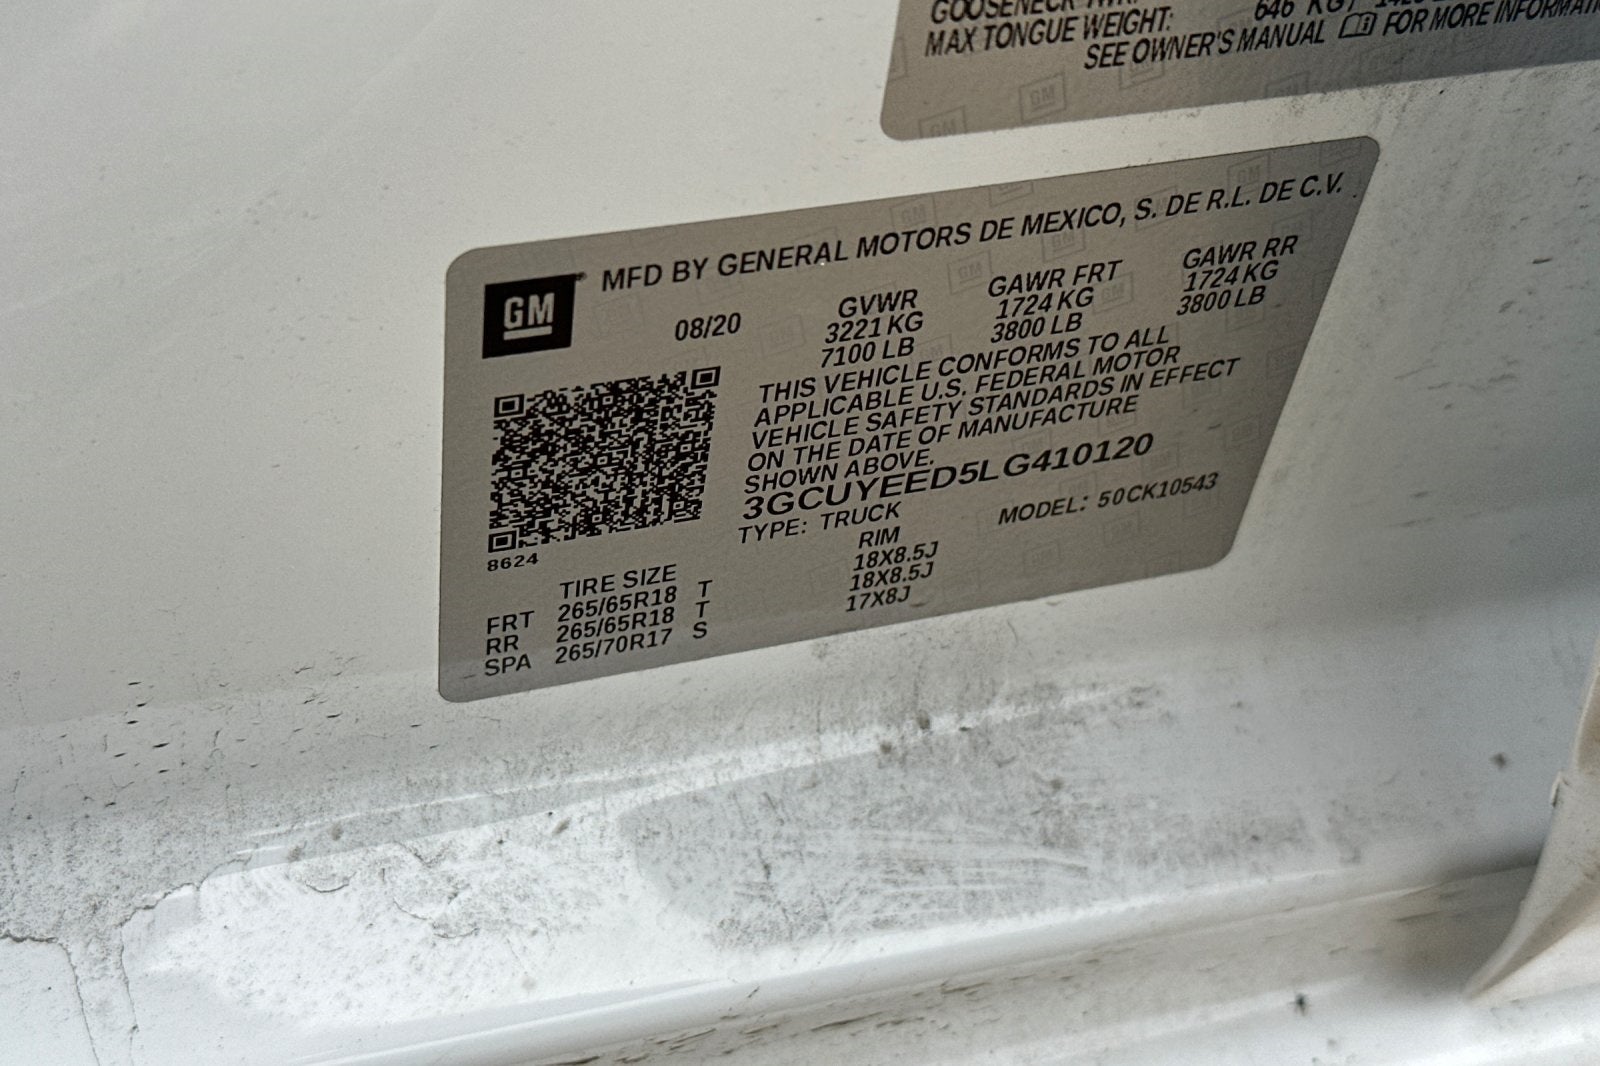 GOOSENECK
MAX TONGUE WEIGHT: 646 KG
SEE OWNER'S MANUAL FOR MORE INFORMATIO
GM
MFD BY GENERAL MOTORS DE MEXICO, S. DE R.L. DE C.V.
08/20
GVWR GAWR FRT GAWR RR
3221 KG 1724 KG 1724 KG
7100 LB 3800 LB 3800 LB
THIS VEHICLE CONFORMS TO ALL
APPLICABLE U.S. FEDERAL MOTOR
VEHICLE SAFETY STANDARDS IN EFFECT
ON THE DATE OF MANUFACTURE
SHOWN ABOVE.
3GCUYEED5LG410120
TYPE: TRUCK MODEL: 50CK10543
8624
TIRE SIZE RIM
FRT 265/65R18 T 18X8.5J
RR 265/65R18 T 18X8.5J
SPA 265/70R17 S 17X8J